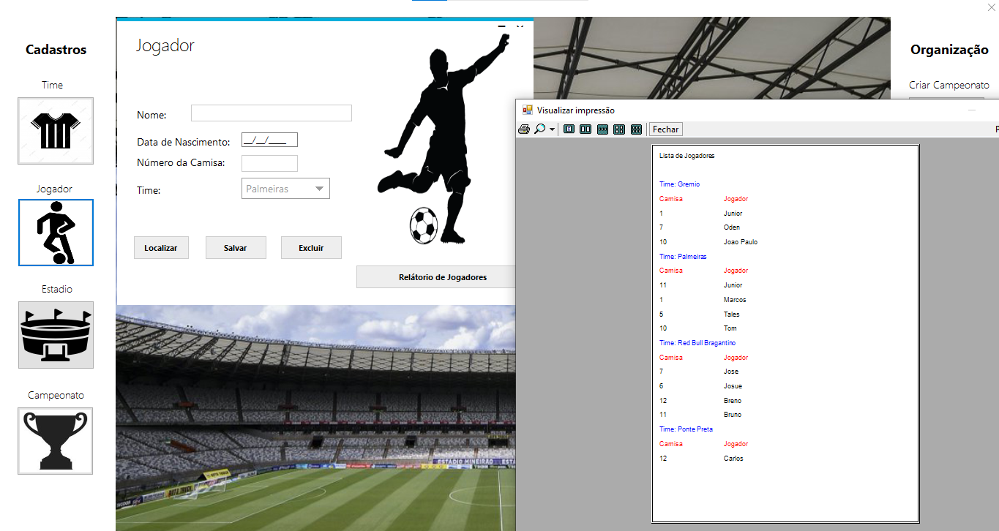 Cadastros
Time
Jogador
Estadio
Campeonato
Jogador
Nome:
Data de Nascimento: __/__/____
Número da Camisa:
Time: Palmeiras
Localizar Salvar Excluir
Relátorio de Jogadores
Organização
Criar Campeonato
Visualizar impressão
Fechar
P
Lista de Jogadores
Time: Gremio
Camisa Jogador
1 Junior
7 Oden
10 Joao Paulo
Time: Palmeiras
Camisa Jogador
11 Junior
1 Marcos
5 Tales
10 Tom
Time: Red Bull Bragantino
Camisa Jogador
7 Jose
6 Josue
12 Breno
11 Bruno
Time: Ponte Preta
Camisa Jogador
12 Carlos
ESTÁDIO MINEIRÃO